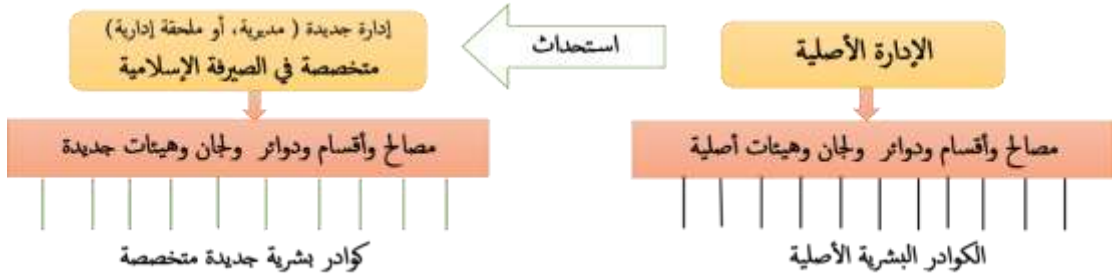 الإدارة الأصلية
استحداث
إدارة جديدة ( مديرية، أو ملحقة إدارية)
متخصصة في الصيرفة الإسلامية
مصالح وأقسام ودوائر ولجان وهيئات أصلية
مصالح وأقسام ودوائر ولجان وهيئات جديدة
الكوادر البشرية الأصلية
كوادر بشرية جديدة متخصصة